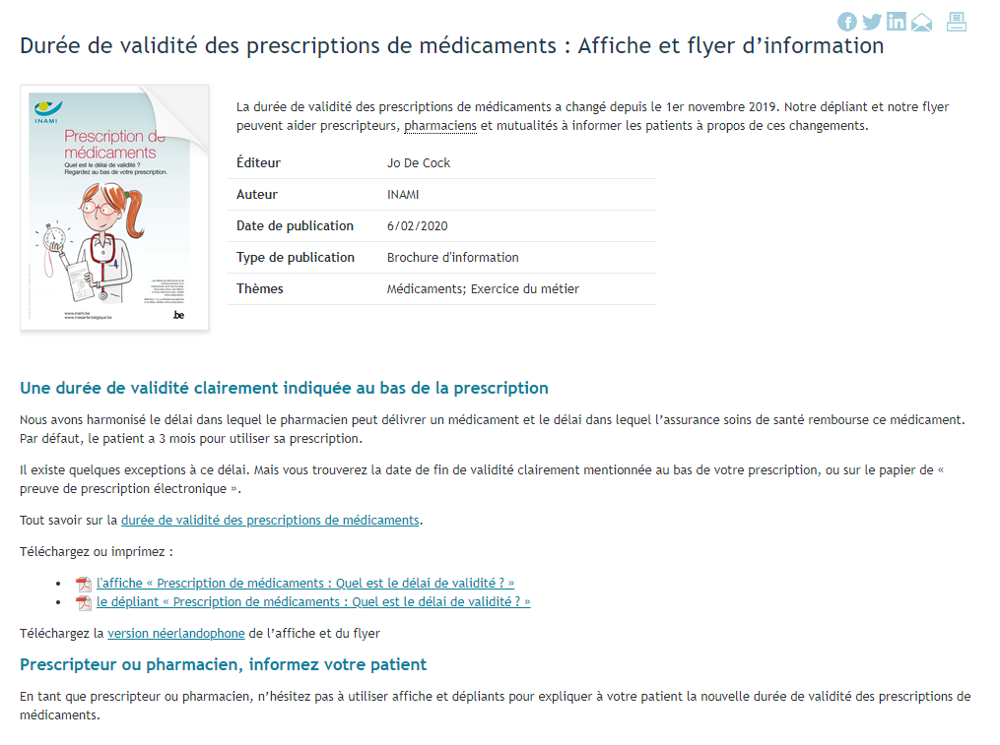 Durée de validité des prescriptions de médicaments : Affiche et flyer d’information
INAMI
Prescription de
médicaments
Quel est le délai de validité ?
Regardez au bas de votre prescription.
www.inami.be
www.masante.belgique.be
.be
La durée de validité des prescriptions de médicaments a changé depuis le 1er novembre 2019. Notre dépliant et notre flyer
peuvent aider prescripteurs, pharmaciens et mutualités à informer les patients à propos de ces changements.
Éditeur Jo De Cock
Auteur INAMI
Date de publication 6/02/2020
Type de publication Brochure d'information
Thèmes Médicaments; Exercice du métier
Une durée de validité clairement indiquée au bas de la prescription
Nous avons harmonisé le délai dans lequel le pharmacien peut délivrer un médicament et le délai dans lequel l’assurance soins de santé rembourse ce médicament.
Par défaut, le patient a 3 mois pour utiliser sa prescription.
Il existe quelques exceptions à ce délai. Mais vous trouverez la date de fin de validité clairement mentionnée au bas de votre prescription, ou sur le papier de «
preuve de prescription électronique ».
Tout savoir sur la durée de validité des prescriptions de médicaments.
Téléchargez ou imprimez :
l'affiche « Prescription de médicaments : Quel est le délai de validité ? »
le dépliant « Prescription de médicaments : Quel est le délai de validité ? »
Téléchargez la version néerlandophone de l’affiche et du flyer
Prescripteur ou pharmacien, informez votre patient
En tant que prescripteur ou pharmacien, n’hésitez pas à utiliser affiche et dépliants pour expliquer à votre patient la nouvelle durée de validité des prescriptions de
médicaments.